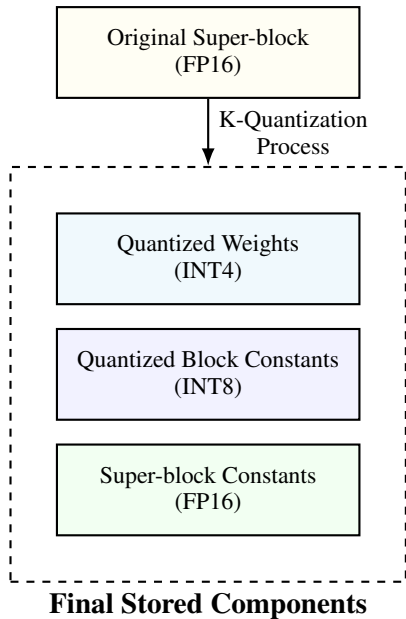 Original Super-block
(FP16)
K-Quantization
Process
Quantized Weights
(INT4)
Quantized Block Constants
(INT8)
Super-block Constants
(FP16)
Final Stored Components